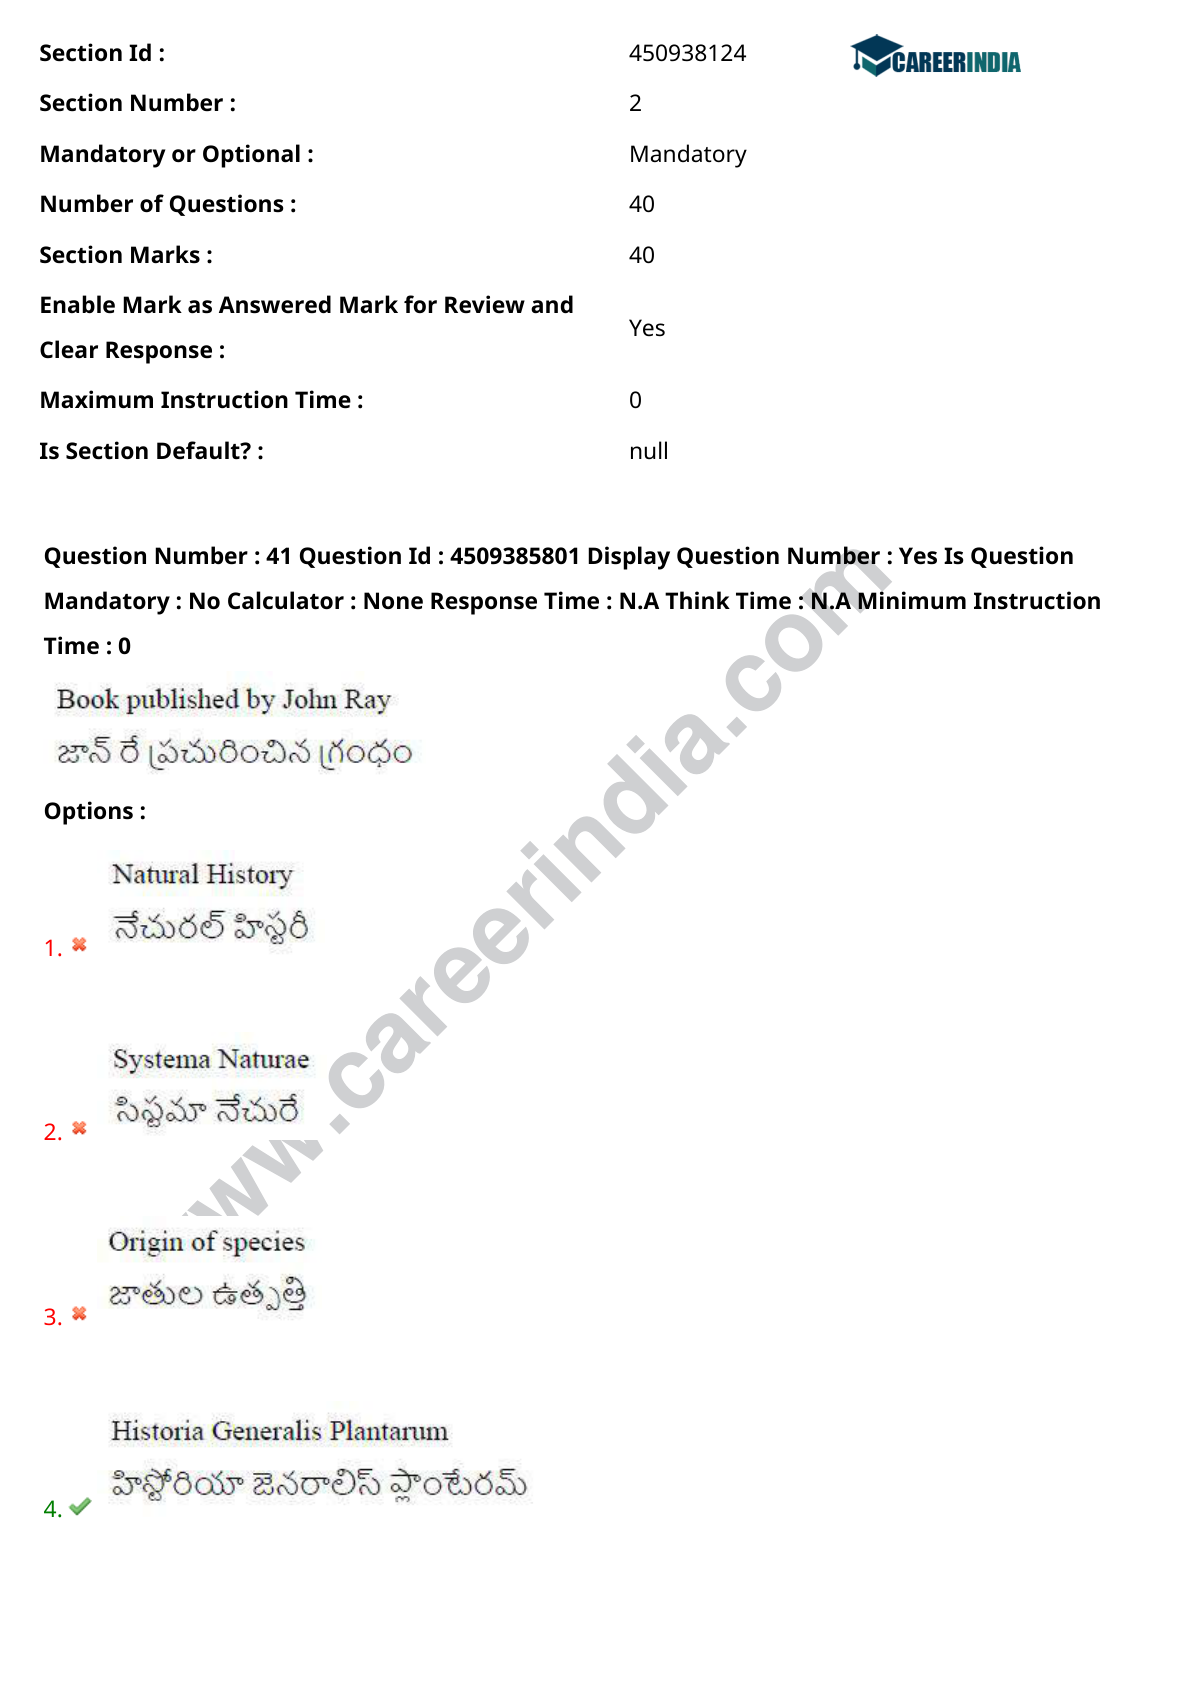 Section Id : 450938124 CAREERINDIA
Section Number : 2
Mandatory or Optional : Mandatory
Number of Questions : 40
Section Marks : 40
Enable Mark as Answered Mark for Review and
Clear Response : Yes
Maximum Instruction Time : 0
Is Section Default? : null
Question Number : 41 Question Id : 4509385801 Display Question Number : Yes Is Question
Mandatory : No Calculator : None Response Time : N.A Think Time : N.A Minimum Instruction
Time : 0
Book published by John Ray
జాన్ రే ప్రచురించిన గ్రంధం
Options :
Natural History
నేచురల్ హిస్టరీ
1.
Systema Naturae
సిస్టమా నేచురే
2.
Origin of species
జాతుల ఉత్పత్తి
3.
Historia Generalis Plantarum
హిస్టోరియా జెనరాలిస్ ప్లాంటేరమ్
4.
ww.careerindia.com